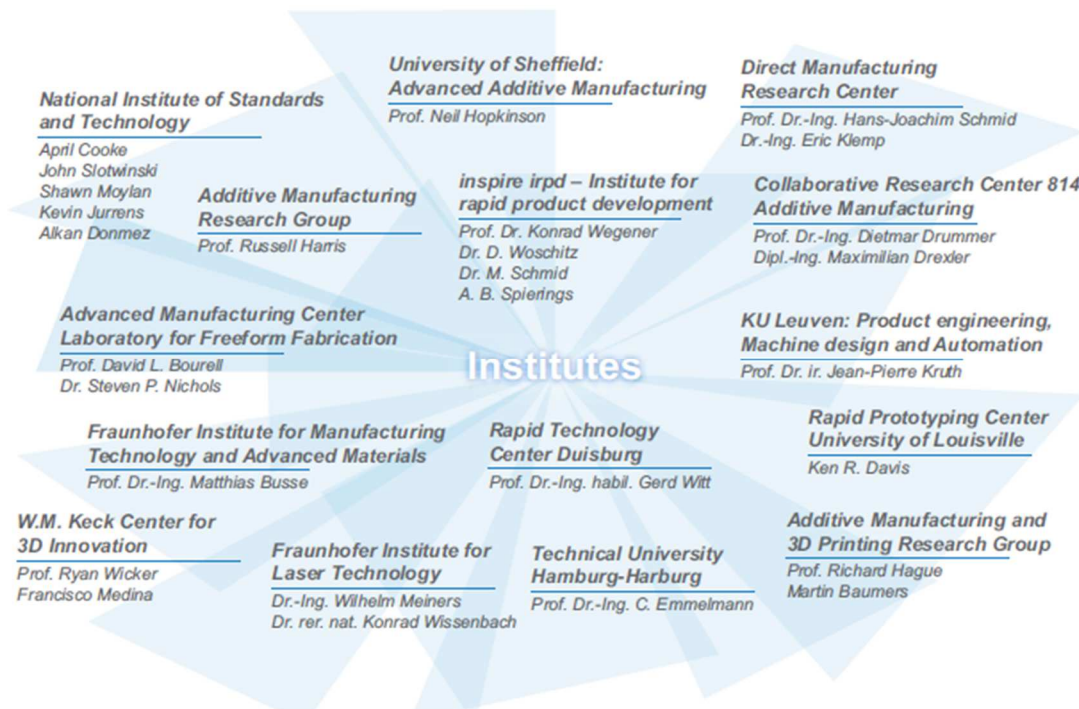 University of Sheffield:
Advanced Additive Manufacturing
Prof. Neil Hopkinson
Direct Manufacturing
Research Center
Prof. Dr.-Ing. Hans-Joachim Schmid
Dr.-Ing. Eric Klemp
National Institute of Standards
and Technology
April Cooke
John Slotwinski
Shawn Moylan
Kevin Jurrens
Alkan Donmez
Additive Manufacturing
Research Group
Prof. Russell Harris
inspire irpd – Institute for
rapid product development
Prof. Dr. Konrad Wegener
Dr. D. Woschitz
Dr. M. Schmid
A. B. Spierings
Collaborative Research Center 814
Additive Manufacturing
Prof. Dr.-Ing. Dietmar Drummer
Dipl.-Ing. Maximilian Drexler
Advanced Manufacturing Center
Laboratory for Freeform Fabrication
Prof. David L. Bourell
Dr. Steven P. Nichols
Institutes
KU Leuven: Product engineering,
Machine design and Automation
Prof. Dr. ir. Jean-Pierre Kruth
Fraunhofer Institute for Manufacturing
Technology and Advanced Materials
Prof. Dr.-Ing. Matthias Busse
Rapid Technology
Center Duisburg
Prof. Dr.-Ing. habil. Gerd Witt
Rapid Prototyping Center
University of Louisville
Ken R. Davis
W.M. Keck Center for
3D Innovation
Prof. Ryan Wicker
Francisco Medina
Fraunhofer Institute for
Laser Technology
Dr.-Ing. Wilhelm Meiners
Dr. rer. nat. Konrad Wissenbach
Technical University
Hamburg-Harburg
Prof. Dr.-Ing. C. Emmelmann
Additive Manufacturing and
3D Printing Research Group
Prof. Richard Hague
Martin Baumers